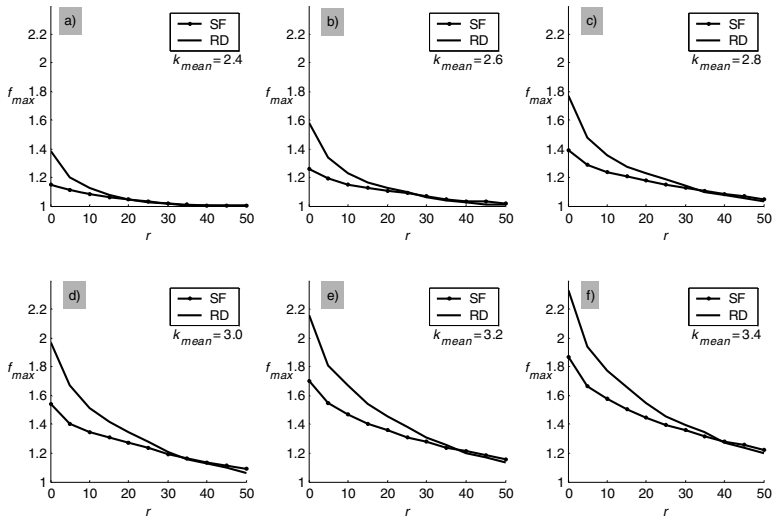 a)
SF
RD
k_mean = 2.4
f_max
2.2
2
1.8
1.6
1.4
1.2
1
0 10 20 30 40 50
r
b)
SF
RD
k_mean = 2.6
f_max
2.2
2
1.8
1.6
1.4
1.2
1
0 10 20 30 40 50
r
c)
SF
RD
k_mean = 2.8
f_max
2.2
2
1.8
1.6
1.4
1.2
1
0 10 20 30 40 50
r
d)
SF
RD
k_mean = 3.0
f_max
2.2
2
1.8
1.6
1.4
1.2
1
0 10 20 30 40 50
r
e)
SF
RD
k_mean = 3.2
f_max
2.2
2
1.8
1.6
1.4
1.2
1
0 10 20 30 40 50
r
f)
SF
RD
k_mean = 3.4
f_max
2.2
2
1.8
1.6
1.4
1.2
1
0 10 20 30 40 50
r